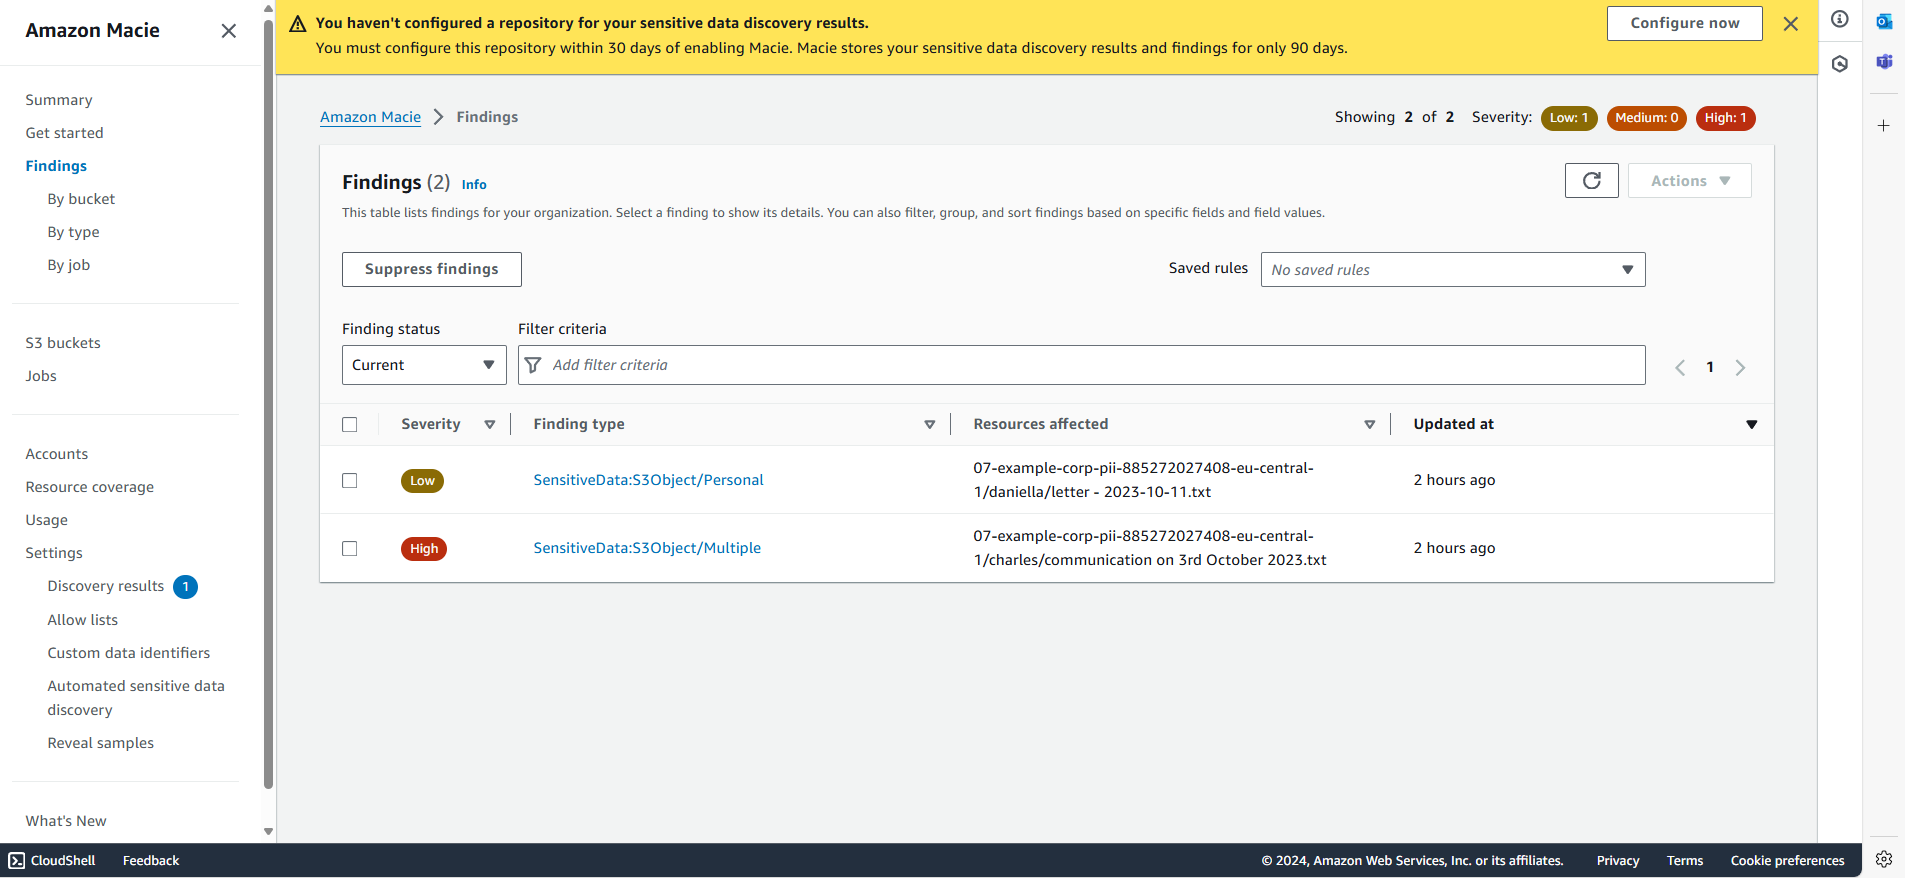 Amazon Macie
Summary
Get started
Findings
By bucket
By type
By job
S3 buckets
Jobs
Accounts
Resource coverage
Usage
Settings
Discovery results 1
Allow lists
Custom data identifiers
Automated sensitive data
discovery
Reveal samples
What's New
You haven't configured a repository for your sensitive data discovery results.
You must configure this repository within 30 days of enabling Macie. Macie stores your sensitive data discovery results and findings for only 90 days.
Configure now
Amazon Macie > Findings
Showing 2 of 2 Severity: Low: 1 Medium: 0 High: 1
Findings (2) Info
Actions
This table lists findings for your organization. Select a finding to show its details. You can also filter, group, and sort findings based on specific fields and field values.
Suppress findings
Saved rules No saved rules
Finding status Filter criteria
Current Add filter criteria
1
Severity Finding type Resources affected Updated at
Low SensitiveData:S3Object/Personal 07-example-corp-pii-885272027408-eu-central-
1/daniella/letter - 2023-10-11.txt 2 hours ago
High SensitiveData:S3Object/Multiple 07-example-corp-pii-885272027408-eu-central-
1/charles/communication on 3rd October 2023.txt 2 hours ago
CloudShell Feedback © 2024, Amazon Web Services, Inc. or its affiliates. Privacy Terms Cookie preferences